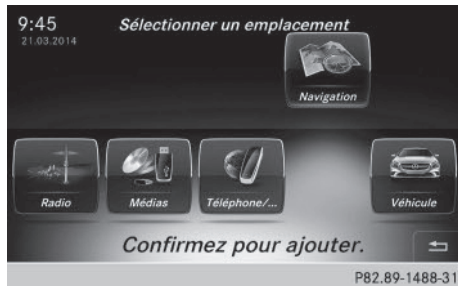 9:45
21.03.2014
Sélectionner un emplacement
Navigation
Radio
Médias
Téléphone/...
Véhicule
Confirmez pour ajouter.
P82.89-1488-31